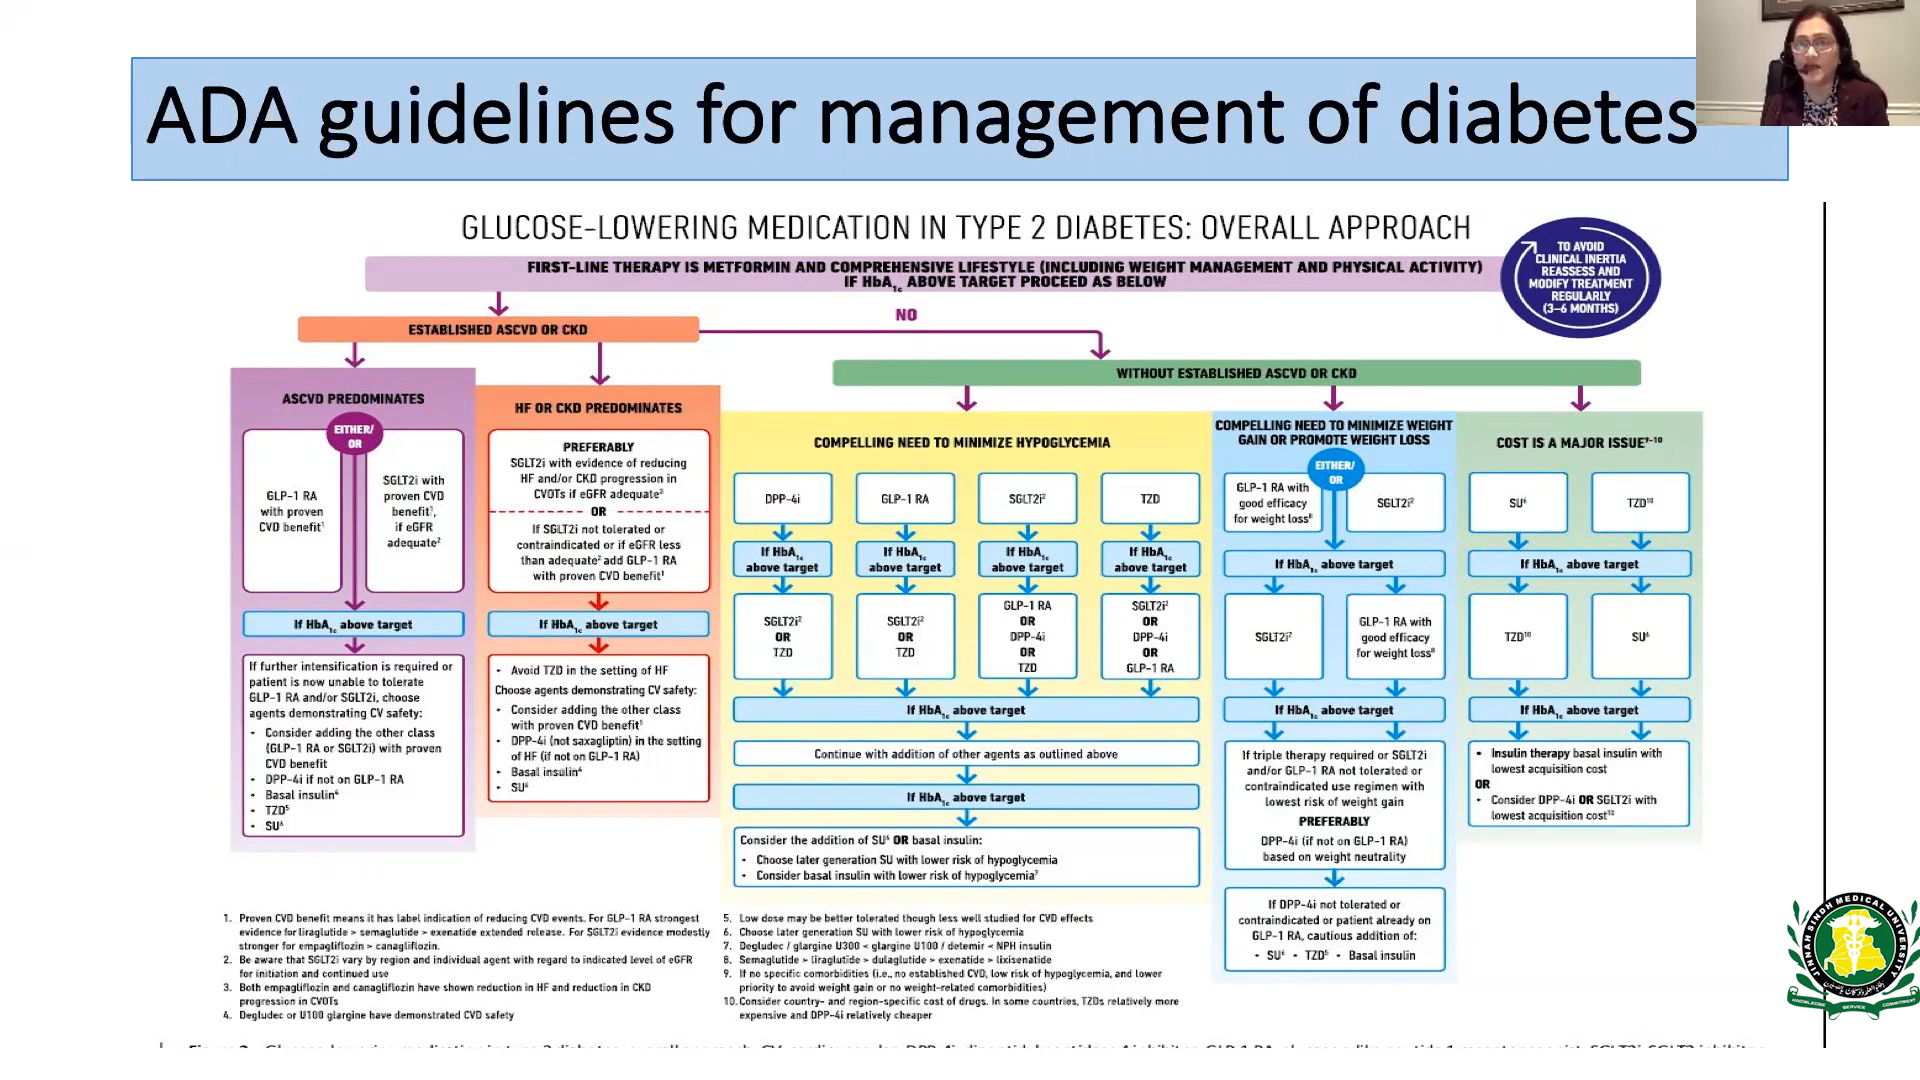 ADA guidelines for management of diabetes
GLUCOSE-LOWERING MEDICATION IN TYPE 2 DIABETES: OVERALL APPROACH
TO AVOID
CLINICAL INERTIA
REASSESS AND
MODIFY TREATMENT
REGULARLY
(3–6 MONTHS)
FIRST-LINE THERAPY IS METFORMIN AND COMPREHENSIVE LIFESTYLE (INCLUDING WEIGHT MANAGEMENT AND PHYSICAL ACTIVITY)
IF HbA1c ABOVE TARGET PROCEED AS BELOW
NO
ESTABLISHED ASCVD OR CKD
WITHOUT ESTABLISHED ASCVD OR CKD
ASCVD PREDOMINATES
EITHER/
OR
GLP-1 RA
with proven
CVD benefit¹
SGLT2i with
proven CVD
benefit¹,
if eGFR
adequate²
If HbA1c above target
If further intensification is required or
patient is now unable to tolerate
GLP-1 RA and/or SGLT2i, choose
agents demonstrating CV safety:
• Consider adding the other class
(GLP-1 RA or SGLT2i) with proven
CVD benefit
• DPP-4i if not on GLP-1 RA
• Basal insulin⁴
• TZD⁵
• SU⁶
HF OR CKD PREDOMINATES
PREFERABLY
SGLT2i with evidence of reducing
HF and/or CKD progression in
CVOTs if eGFR adequate³
OR
If SGLT2i not tolerated or
contraindicated or if eGFR less
than adequate² add GLP-1 RA
with proven CVD benefit¹
If HbA1c above target
• Avoid TZD in the setting of HF
Choose agents demonstrating CV safety:
• Consider adding the other class
with proven CVD benefit¹
• DPP-4i (not saxagliptin) in the setting
of HF (if not on GLP-1 RA)
• Basal insulin⁴
• SU⁶
COMPELLING NEED TO MINIMIZE HYPOGLYCEMIA
DPP-4i
GLP-1 RA
SGLT2i²
TZD
If HbA1c
above target
If HbA1c
above target
If HbA1c
above target
If HbA1c
above target
SGLT2i²
OR
TZD
SGLT2i²
OR
TZD
GLP-1 RA
OR
DPP-4i
OR
TZD
SGLT2i²
OR
DPP-4i
OR
GLP-1 RA
If HbA1c above target
Continue with addition of other agents as outlined above
If HbA1c above target
Consider the addition of SU⁶ OR basal insulin:
• Choose later generation SU with lower risk of hypoglycemia
• Consider basal insulin with lower risk of hypoglycemia⁷
COMPELLING NEED TO MINIMIZE WEIGHT
GAIN OR PROMOTE WEIGHT LOSS
EITHER/
OR
GLP-1 RA with
good efficacy
for weight loss⁸
SGLT2i²
If HbA1c above target
SGLT2i²
GLP-1 RA with
good efficacy
for weight loss⁸
If HbA1c above target
If triple therapy required or SGLT2i
and/or GLP-1 RA not tolerated or
contraindicated use regimen with
lowest risk of weight gain
PREFERABLY
DPP-4i (if not on GLP-1 RA)
based on weight neutrality
If DPP-4i not tolerated or
contraindicated or patient already on
GLP-1 RA, cautious addition of:
• SU⁶ • TZD⁵ • Basal insulin
COST IS A MAJOR ISSUE⁹⁻¹⁰
SU⁶
TZD¹⁰
If HbA1c above target
TZD¹⁰
SU⁶
If HbA1c above target
• Insulin therapy basal insulin with
lowest acquisition cost
OR
• Consider DPP-4i OR SGLT2i with
lowest acquisition cost¹⁰
1. Proven CVD benefit means it has label indication of reducing CVD events. For GLP-1 RA strongest
evidence for liraglutide > semaglutide > exenatide extended release. For SGLT2i evidence modestly
stronger for empagliflozin > canagliflozin.
2. Be aware that SGLT2i vary by region and individual agent with regard to indicated level of eGFR
for initiation and continued use
3. Both empagliflozin and canagliflozin have shown reduction in HF and reduction in CKD
progression in CVOTs
4. Degludec or U100 glargine have demonstrated CVD safety
5. Low dose may be better tolerated though less well studied for CVD effects
6. Choose later generation SU with lower risk of hypoglycemia
7. Degludec / glargine U300 < glargine U100 / detemir < NPH insulin
8. Semaglutide > liraglutide > dulaglutide > exenatide > lixisenatide
9. If no specific comorbidities (i.e., no established CVD, low risk of hypoglycemia, and lower
priority to avoid weight gain or no weight-related comorbidities)
10. Consider country- and region-specific cost of drugs. In some countries, TZDs relatively more
expensive and DPP-4i relatively cheaper
JINNAH SINDH MEDICAL UNIVERSITY
KNOWLEDGE SERVICE COMMITMENT